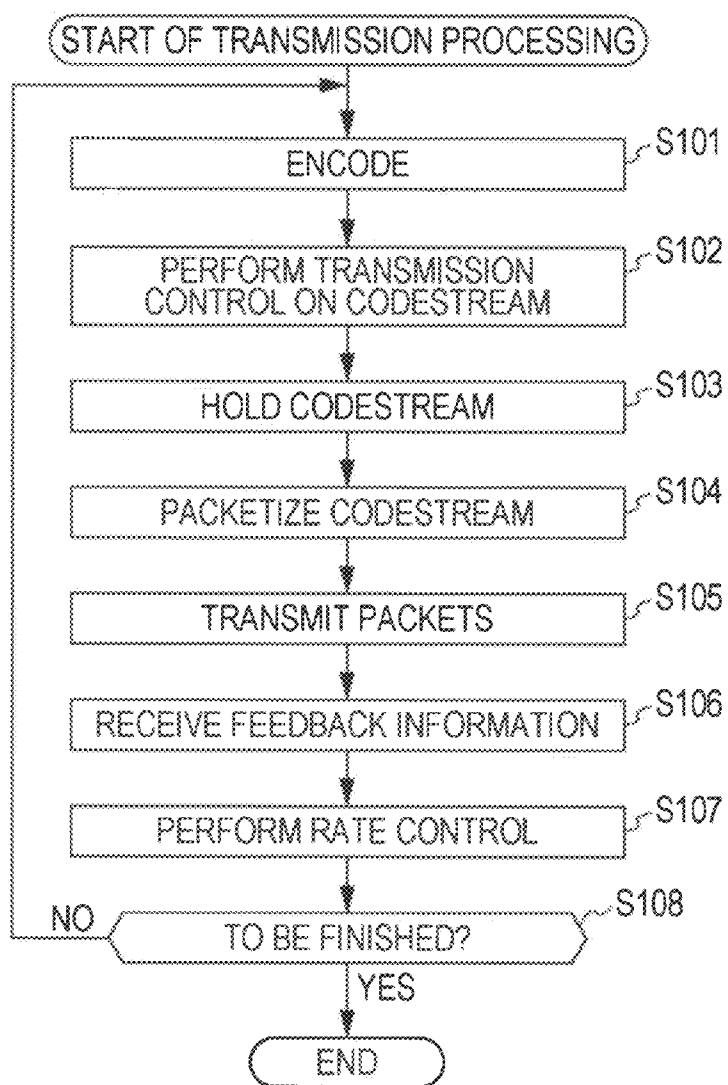 START OF TRANSMISSION PROCESSING
S101
ENCODE
S102
PERFORM TRANSMISSION
CONTROL ON CODESTREAM
S103
HOLD CODESTREAM
S104
PACKETIZE CODESTREAM
S105
TRANSMIT PACKETS
S106
RECEIVE FEEDBACK INFORMATION
S107
PERFORM RATE CONTROL
S108
NO
TO BE FINISHED?
YES
END